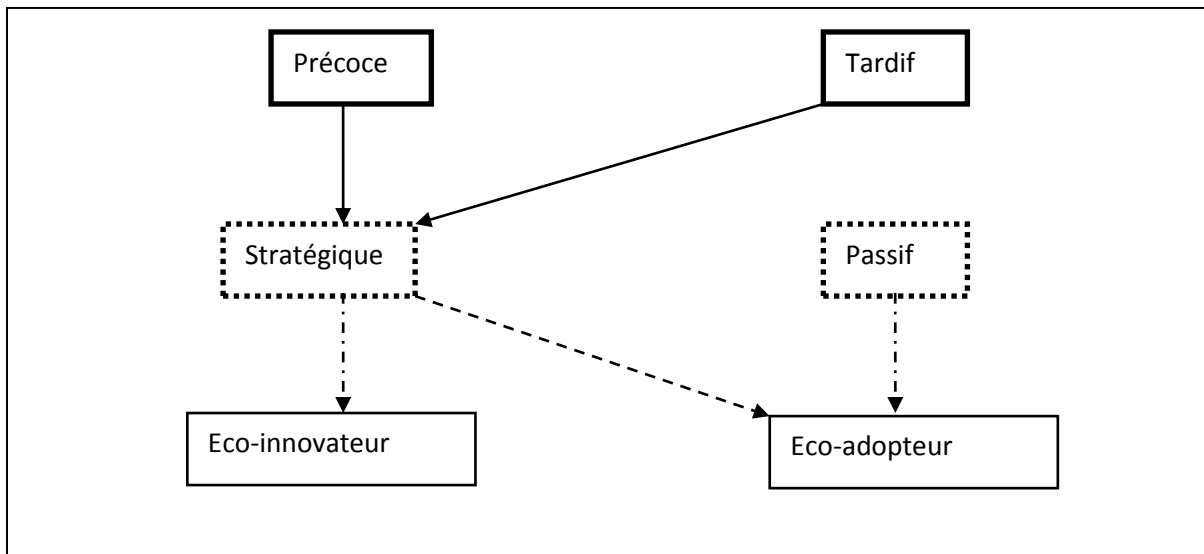 Précoce
Tardif
Stratégique
Passif
Eco-innovateur
Eco-adopteur